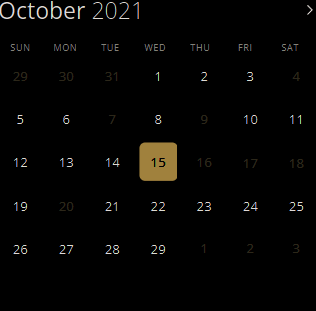 October 2021
SUN MON TUE WED THU FRI SAT
29 30 31 1 2 3 4
5 6 7 8 9 10 11
12 13 14 15 16 17 18
19 20 21 22 23 24 25
26 27 28 29 1 2 3